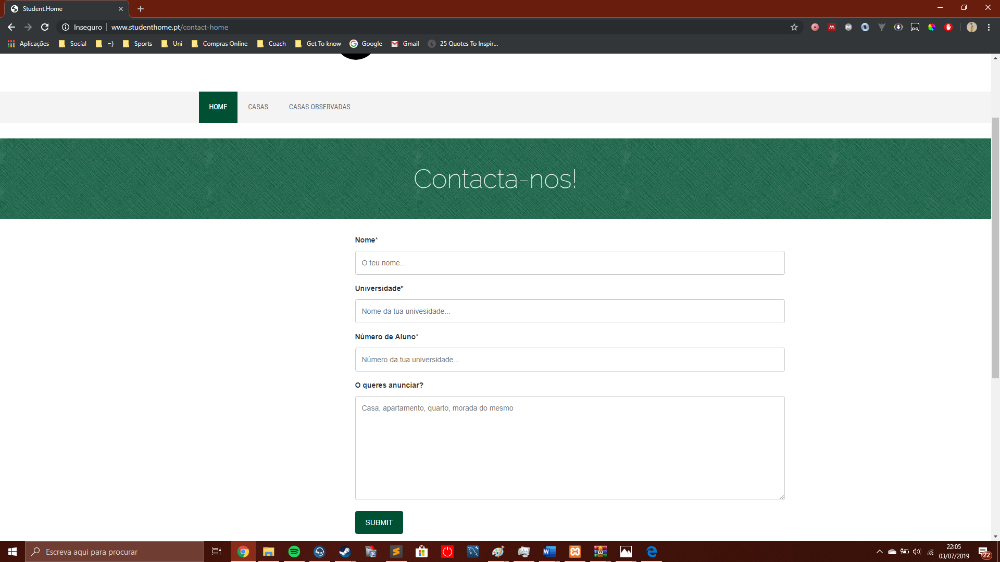 Student.Home
Inseguro www.studenthome.pt/contact-home
Aplicações Social =) Sports Uni Compras Online Coach Get To know Google Gmail 25 Quotes To Inspir...
HOME CASAS CASAS OBSERVADAS
Contacta-nos!
Nome*
O teu nome...
Universidade*
Nome da tua univesidade...
Número de Aluno*
Número da tua universidade...
O queres anunciar?
Casa, apartamento, quarto, morada do mesmo
SUBMIT
Escreva aqui para procurar
22:05
03/07/2019
22